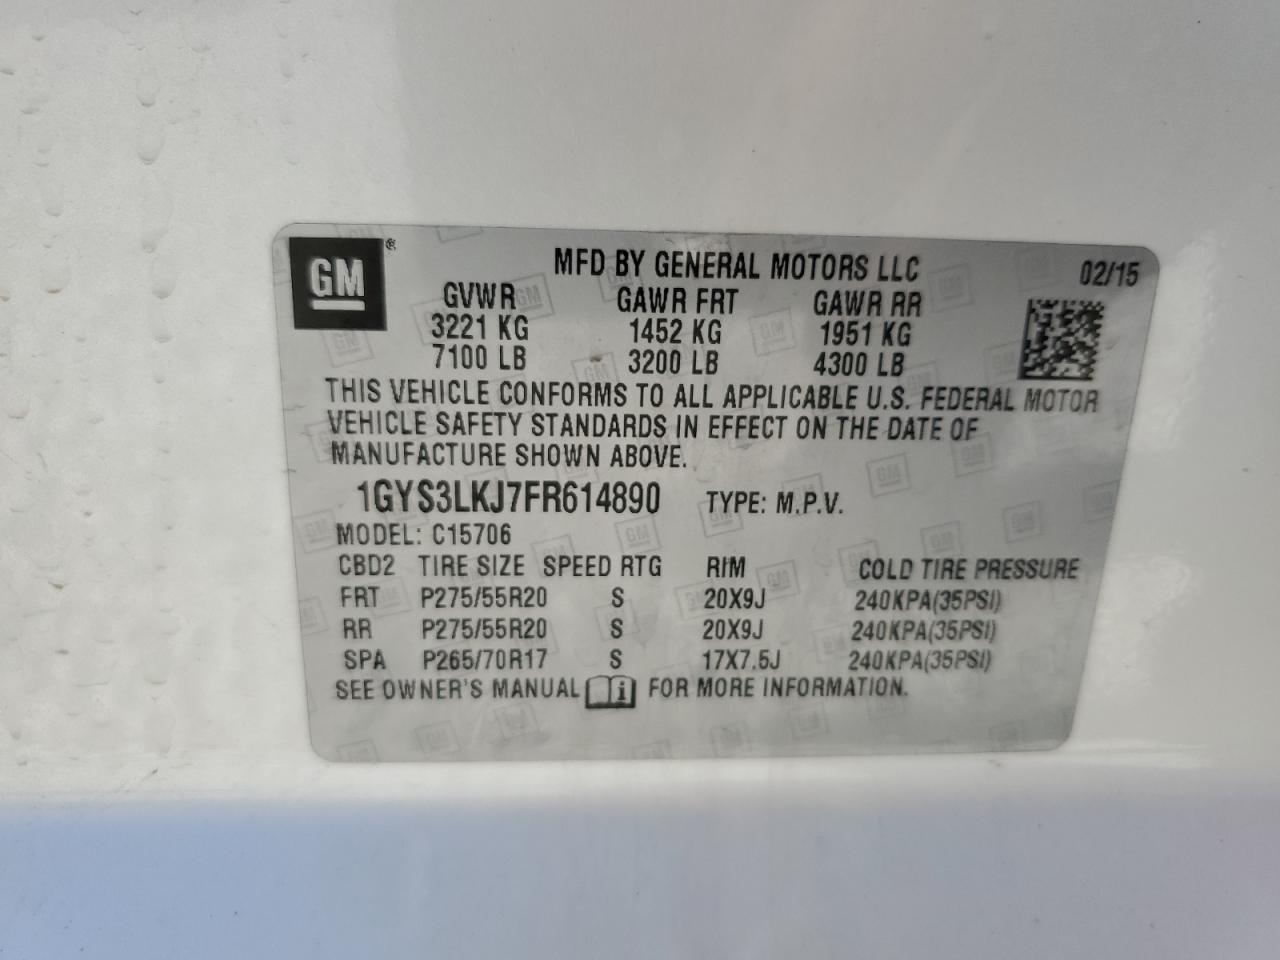 GM ®
MFD BY GENERAL MOTORS LLC 02/15
GVWR GAWR FRT GAWR RR
3221 KG 1452 KG 1951 KG
7100 LB 3200 LB 4300 LB
THIS VEHICLE CONFORMS TO ALL APPLICABLE U.S. FEDERAL MOTOR
VEHICLE SAFETY STANDARDS IN EFFECT ON THE DATE OF
MANUFACTURE SHOWN ABOVE.
1GYS3LKJ7FR614890 TYPE: M.P.V.
MODEL: C15706
CBD2 TIRE SIZE SPEED RTG RIM COLD TIRE PRESSURE
FRT P275/55R20 S 20X9J 240KPA(35PSI)
RR P275/55R20 S 20X9J 240KPA(35PSI)
SPA P265/70R17 S 17X7.5J 240KPA(35PSI)
SEE OWNER'S MANUAL i FOR MORE INFORMATION.